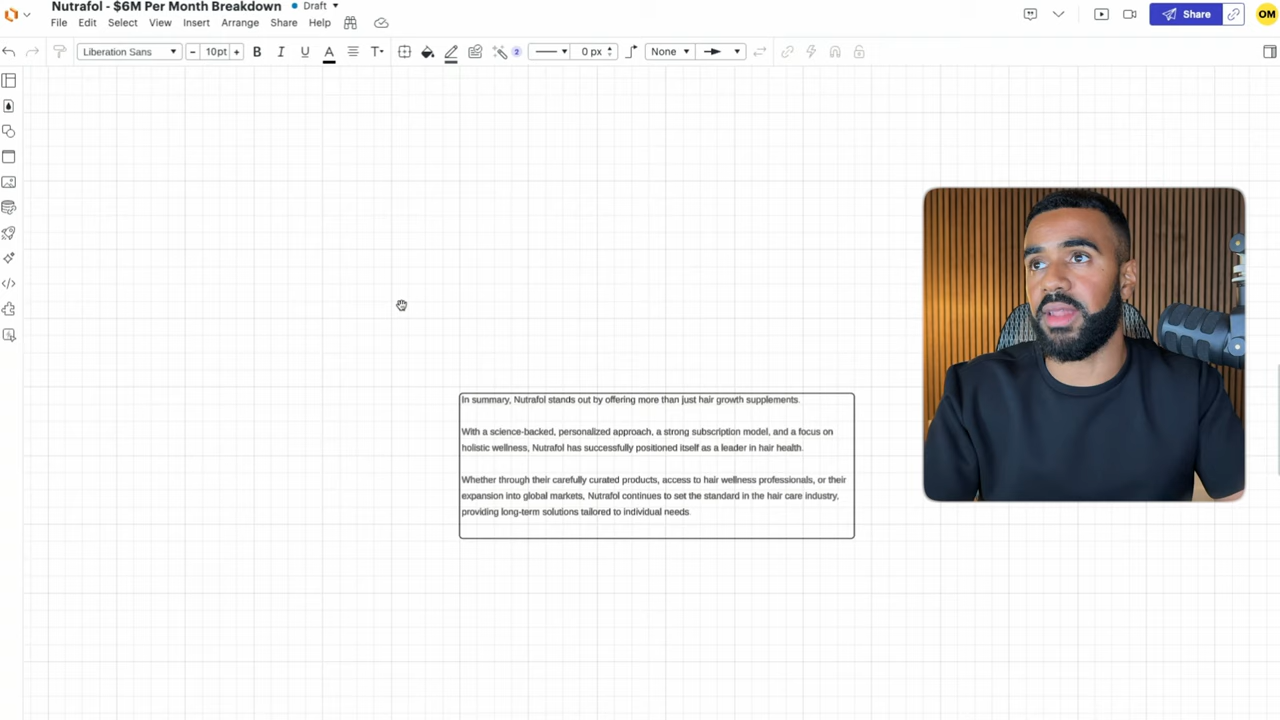 Nutrafol - $6M Per Month Breakdown
Draft
File Edit Select View Insert Arrange Share Help
Share
OM
Liberation Sans
- 10pt +
B I U A T
2
0 px
None
In summary, Nutrafol stands out by offering more than just hair growth supplements.
With a science-backed, personalized approach, a strong subscription model, and a focus on
holistic wellness, Nutrafol has successfully positioned itself as a leader in hair health.
Whether through their carefully curated products, access to hair wellness professionals, or their
expansion into global markets, Nutrafol continues to set the standard in the hair care industry,
providing long-term solutions tailored to individual needs.